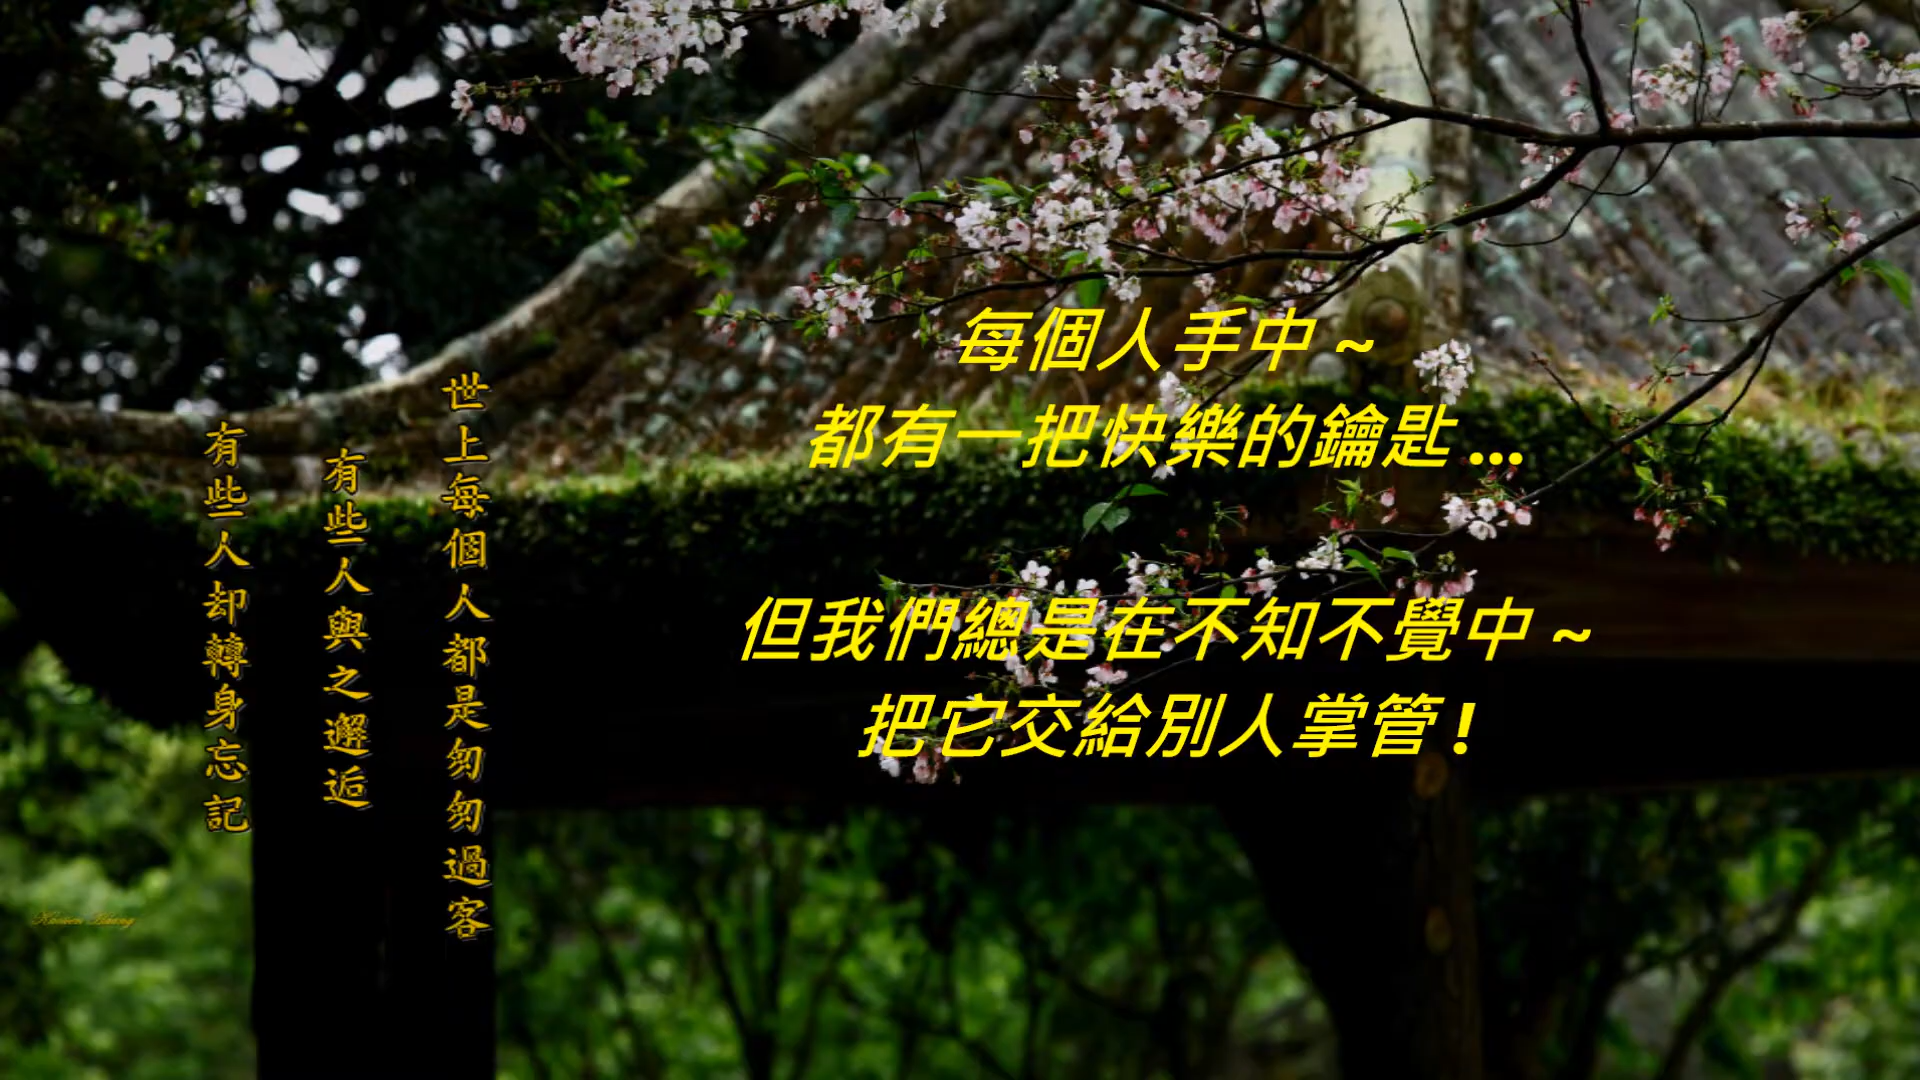 每個人手中 ~
都有一把快樂的鑰匙 ...
但我們總是在不知不覺中 ~
把它交給別人掌管 !
世上每個人都是匆匆過客
有些人與之邂逅
有些人却轉身忘記